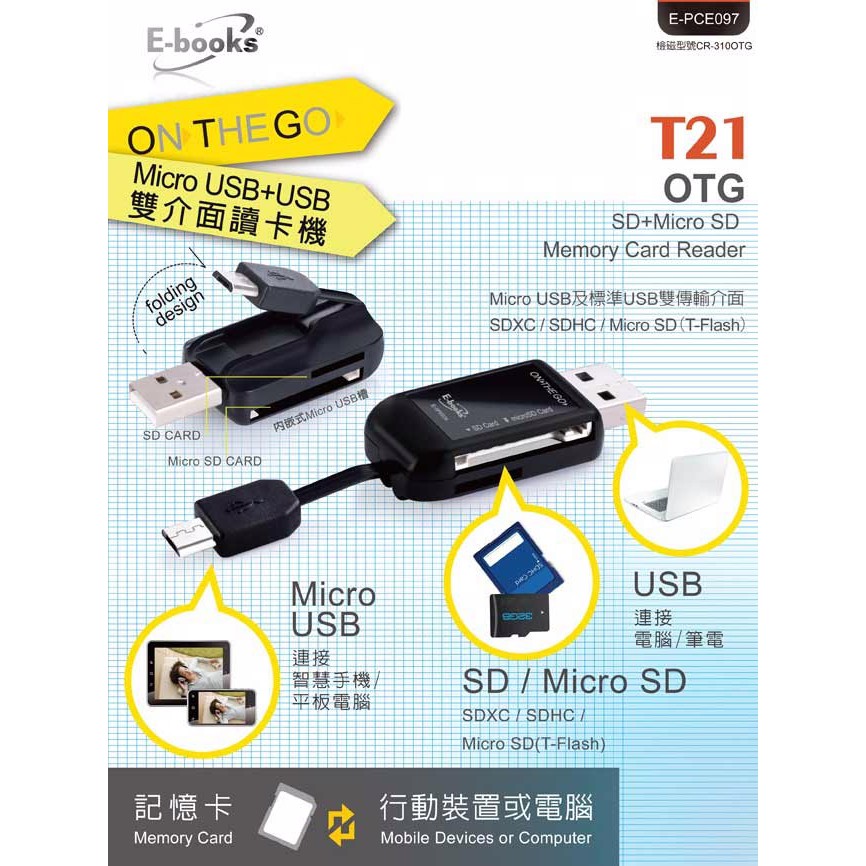 E-books®
E-PCE097
檢磁型號CR-310OTG
ON THE GO
Micro USB+USB
雙介面讀卡機
T21
OTG
SD+Micro SD
Memory Card Reader
Micro USB及標準USB雙傳輸介面
SDXC / SDHC / Micro SD(T-Flash)
folding
design
SD CARD
Micro SD CARD
內嵌式Micro USB槽
ON THE GO
E-books
SD Card
microSD Card
SDHC Card
32GB
Micro
USB
連接
智慧手機/
平板電腦
USB
連接
電腦/筆電
SD / Micro SD
SDXC / SDHC /
Micro SD(T-Flash)
記憶卡
Memory Card
行動裝置或電腦
Mobile Devices or Computer